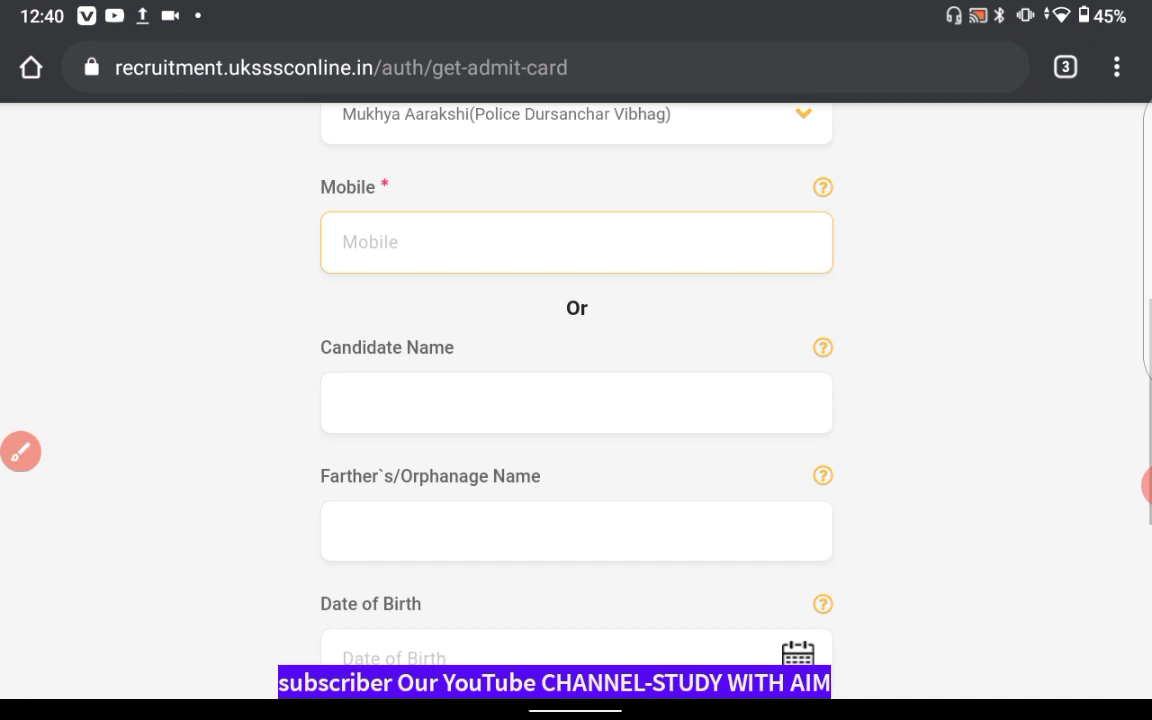 12:40
45%
recruitment.uksssconline.in/auth/get-admit-card
3
Mukhya Aarakshi(Police Dursanchar Vibhag)
Mobile *
?
Mobile
Or
Candidate Name
?
Farther`s/Orphanage Name
?
Date of Birth
?
Date of Birth
subscriber Our YouTube CHANNEL-STUDY WITH AIM